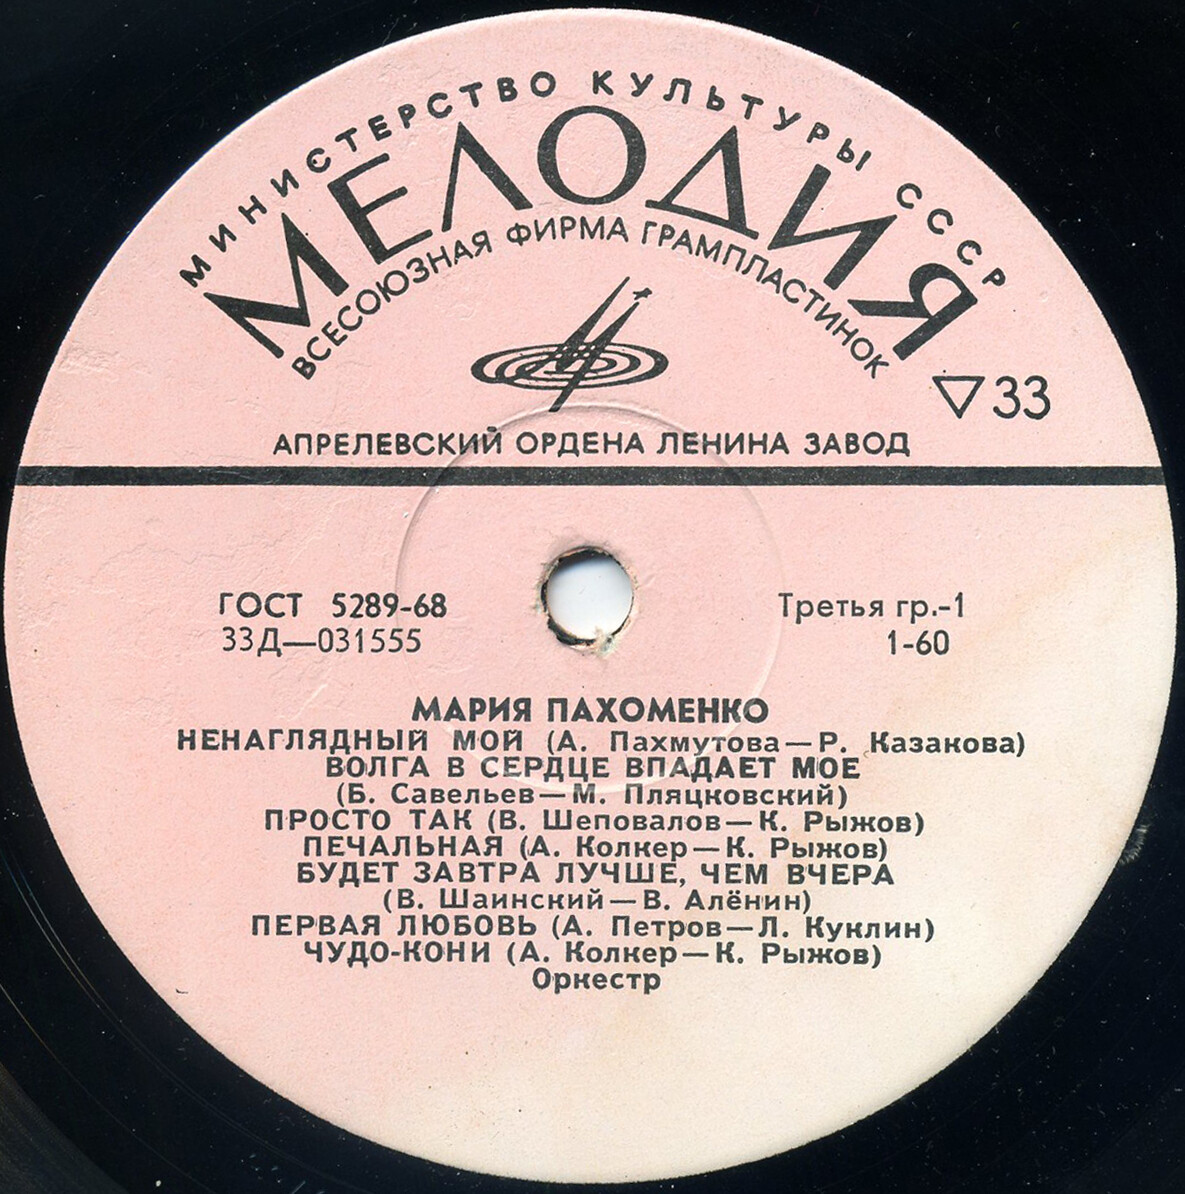 МИНИСТЕРСТВО КУЛЬТУРЫ СССР
МЕЛОДИЯ
ВСЕСОЮЗНАЯ ФИРМА ГРАМПЛАСТИНОК
▽33
АПРЕЛЕВСКИЙ ОРДЕНА ЛЕНИНА ЗАВОД
ГОСТ 5289-68
33Д—031555
Третья гр.-1
1-60
МАРИЯ ПАХОМЕНКО
НЕНАГЛЯДНЫЙ МОЙ (А. Пахмутова—Р. Казакова)
ВОЛГА В СЕРДЦЕ ВПАДАЕТ МОЕ
(Б. Савельев—М. Пляцковский)
ПРОСТО ТАК (В. Шеповалов—К. Рыжов)
ПЕЧАЛЬНАЯ (А. Колкер—К. Рыжов)
БУДЕТ ЗАВТРА ЛУЧШЕ, ЧЕМ ВЧЕРА
(В. Шаинский—В. Алёнин)
ПЕРВАЯ ЛЮБОВЬ (А. Петров—Л. Куклин)
ЧУДО-КОНИ (А. Колкер—К. Рыжов)
Оркестр